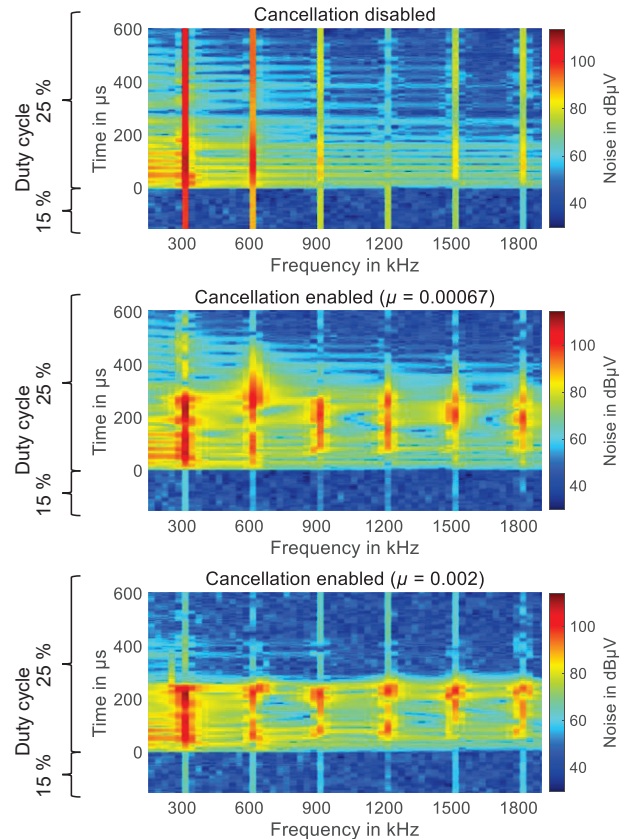 Cancellation disabled
Duty cycle
25 %
15 %
Time in µs
600
400
200
0
300 600 900 1200 1500 1800
Frequency in kHz
100
80
60
40
Noise in dBµV
Cancellation enabled (µ = 0.00067)
Duty cycle
25 %
15 %
Time in µs
600
400
200
0
300 600 900 1200 1500 1800
Frequency in kHz
100
80
60
40
Noise in dBµV
Cancellation enabled (µ = 0.002)
Duty cycle
25 %
15 %
Time in µs
600
400
200
0
300 600 900 1200 1500 1800
Frequency in kHz
100
80
60
40
Noise in dBµV